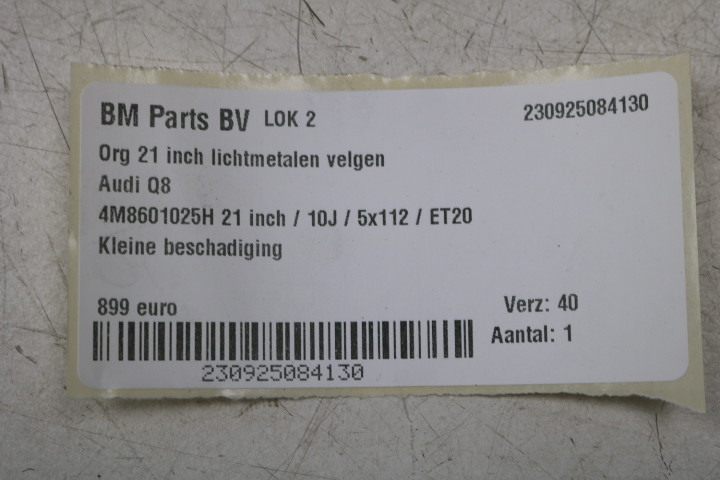 BM Parts BV LOK 2 230925084130
Org 21 inch lichtmetalen velgen
Audi Q8
4M8601025H 21 inch / 10J / 5x112 / ET20
Kleine beschadiging
899 euro Verz: 40
Aantal: 1
230925084130